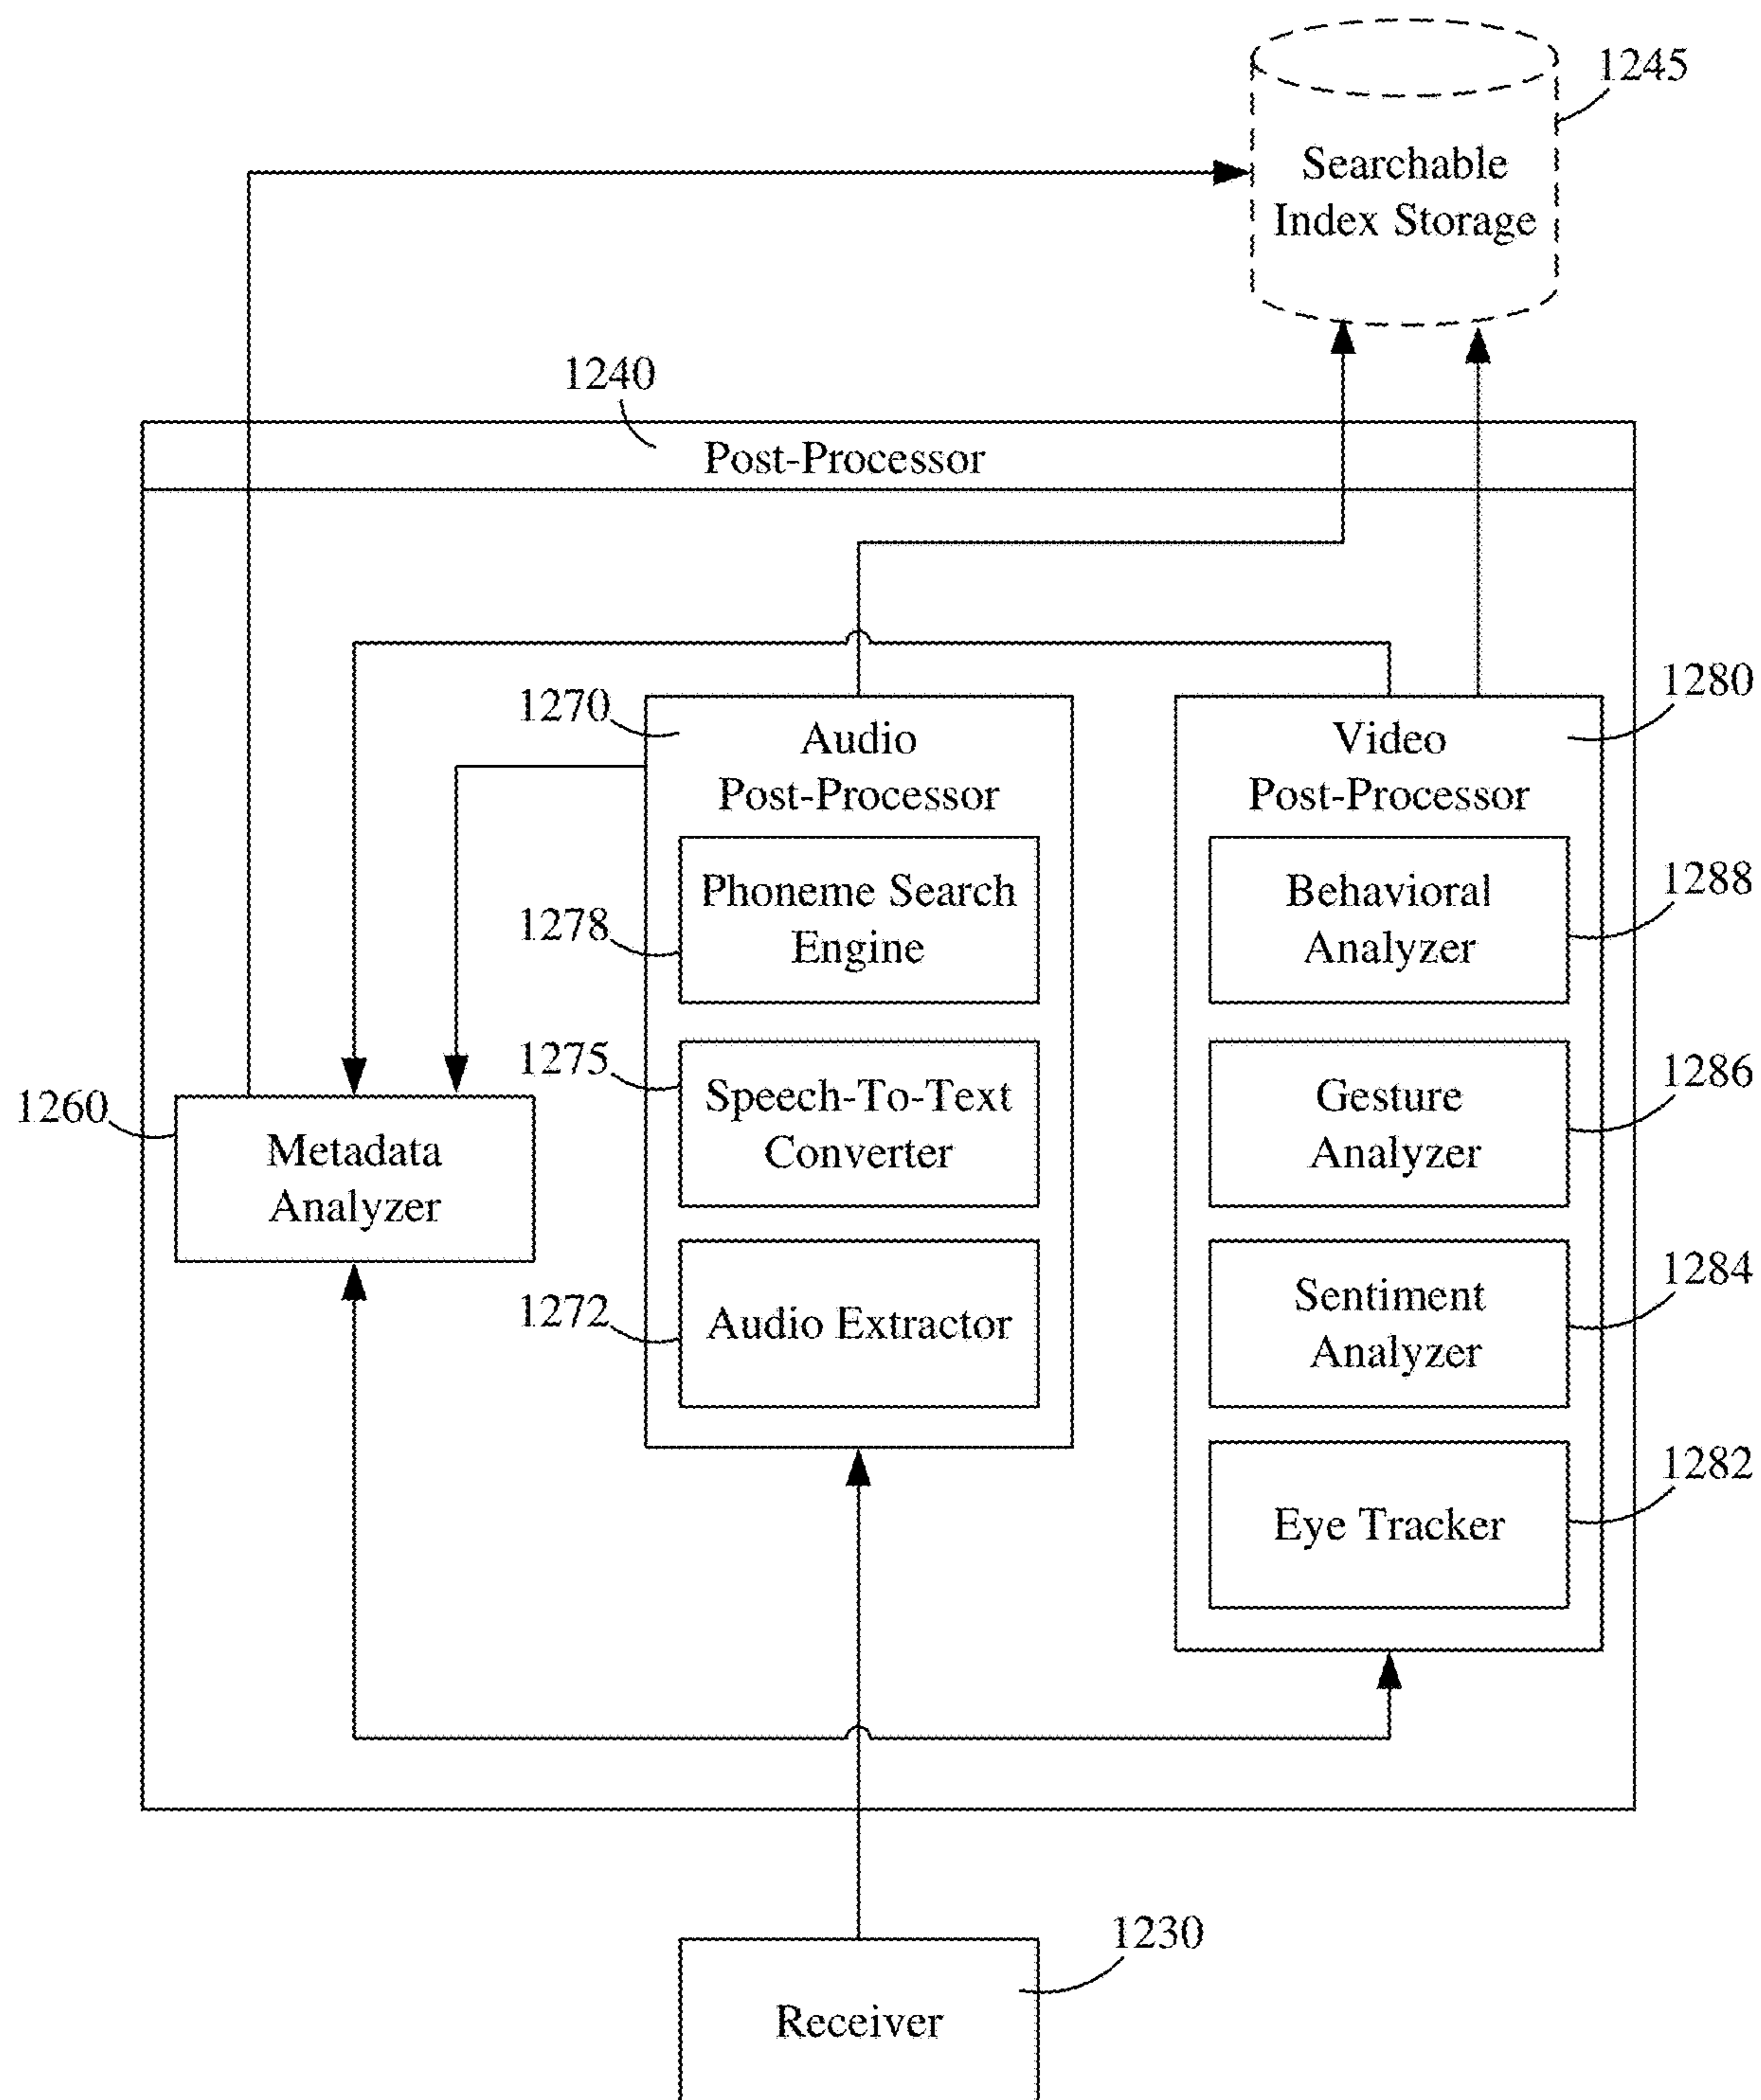 1245
Searchable
Index Storage
1240
Post-Processor
1270
Audio
Post-Processor
1280
Video
Post-Processor
1278
Phoneme Search
Engine
1288
Behavioral
Analyzer
1260
Metadata
Analyzer
1275
Speech-To-Text
Converter
1286
Gesture
Analyzer
1272
Audio Extractor
1284
Sentiment
Analyzer
1282
Eye Tracker
1230
Receiver